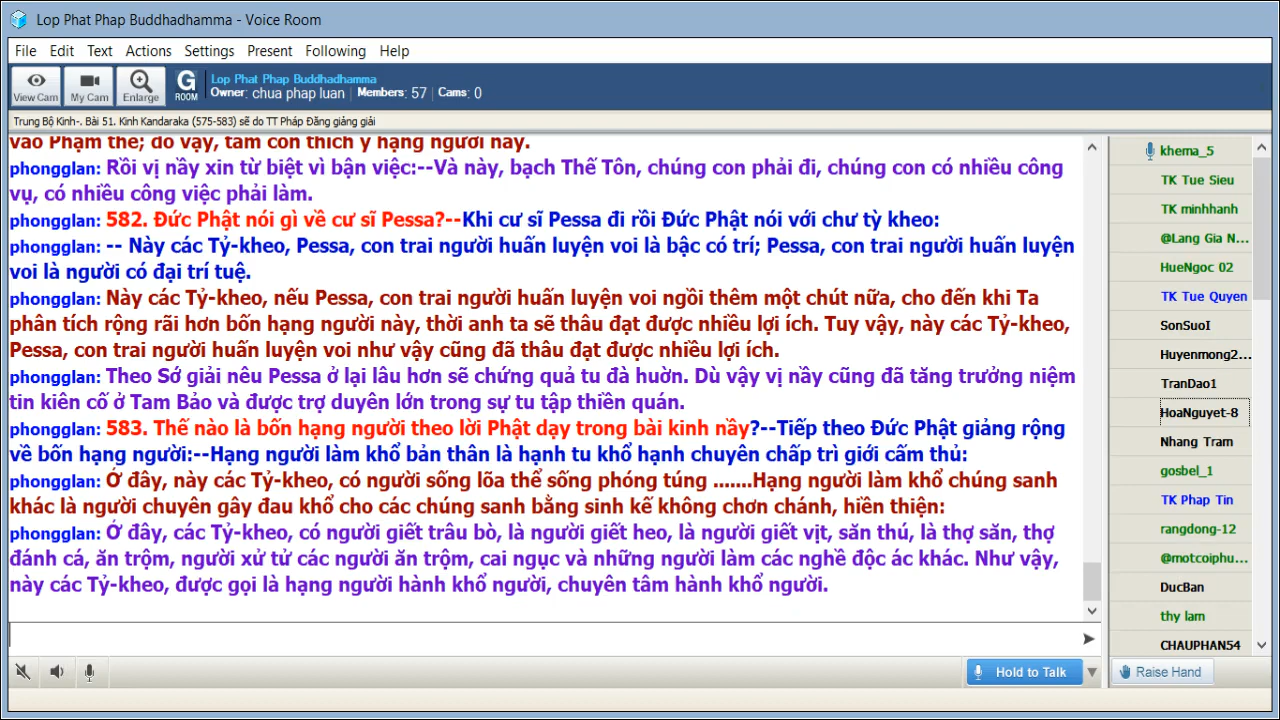 Lop Phat Phap Buddhadhamma - Voice Room
File Edit Text Actions Settings Present Following Help
View Cam My Cam Enlarge G ROOM
Lop Phat Phap Buddhadhamma
Owner: chua phap luan Members: 57 Cams: 0
Trung Bộ Kinh-. Bài 51. Kinh Kandaraka (575-583) sẽ do TT Pháp Đăng giảng giải
vào Phạm thể; do vậy, tâm con thích ý hạng người này.
phongglan: Rồi vị nầy xin từ biệt vì bận việc:--Và này, bạch Thế Tôn, chúng con phải đi, chúng con có nhiều công
vụ, có nhiều công việc phải làm.
phongglan: 582. Đức Phật nói gì về cư sĩ Pessa?--Khi cư sĩ Pessa đi rồi Đức Phật nói với chư tỳ kheo:
phongglan: -- Này các Tỷ-kheo, Pessa, con trai người huấn luyện voi là bậc có trí; Pessa, con trai người huấn luyện
voi là người có đại trí tuệ.
phongglan: Này các Tỷ-kheo, nếu Pessa, con trai người huấn luyện voi ngồi thêm một chút nữa, cho đến khi Ta
phân tích rộng rãi hơn bốn hạng người này, thời anh ta sẽ thâu đạt được nhiều lợi ích. Tuy vậy, này các Tỷ-kheo,
Pessa, con trai người huấn luyện voi như vậy cũng đã thâu đạt được nhiều lợi ích.
phongglan: Theo Sớ giải nêu Pessa ở lại lâu hơn sẽ chứng quả tu đà huờn. Dù vậy vị nầy cũng đã tăng trưởng niệm
tin kiên cố ở Tam Bảo và được trợ duyên lớn trong sự tu tập thiền quán.
phongglan: 583. Thế nào là bốn hạng người theo lời Phật dạy trong bài kinh nầy?--Tiếp theo Đức Phật giảng rộng
về bốn hạng người:--Hạng người làm khổ bản thân là hạnh tu khổ hạnh chuyên chấp trì giới cấm thủ:
phongglan: Ở đây, này các Tỷ-kheo, có người sống lõa thể sống phóng túng .......Hạng người làm khổ chúng sanh
khác là người chuyên gây đau khổ cho các chúng sanh bằng sinh kế không chơn chánh, hiền thiện:
phongglan: Ở đây, các Tỷ-kheo, có người giết trâu bò, là người giết heo, là người giết vịt, săn thú, là thợ săn, thợ
đánh cá, ăn trộm, người xử tử các người ăn trộm, cai ngục và những người làm các nghề độc ác khác. Như vậy,
này các Tỷ-kheo, được gọi là hạng người hành khổ người, chuyên tâm hành khổ người.
khema_5
TK Tue Sieu
TK minhhanh
@Lang Gia N...
HueNgoc 02
TK Tue Quyen
SonSuoI
Huyenmong2...
TranDao1
HoaNguyet-8
Nhang Tram
gosbel_1
TK Phap Tin
rangdong-12
@motcoiphu...
DucBan
thy lam
CHAUPHAN54
Hold to Talk
Raise Hand